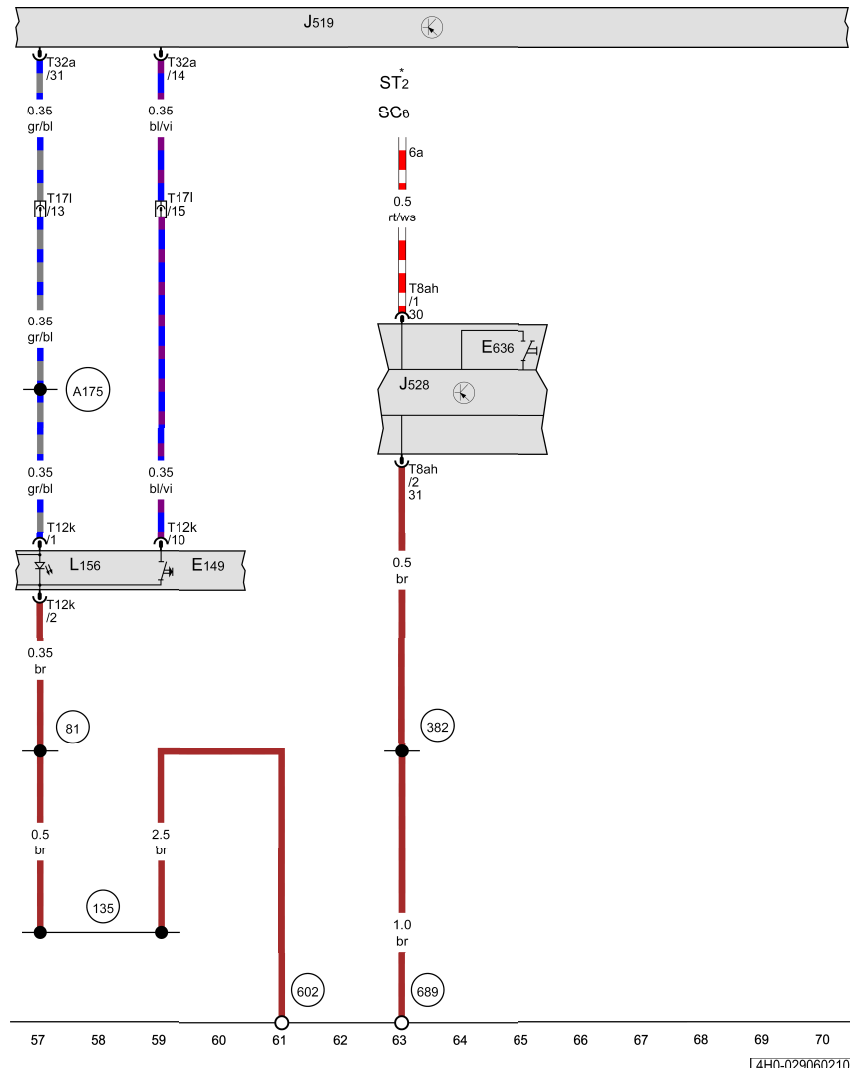 J519
T32a
/31
T32a
/14
*
ST2
SC6
0.35
gr/bl
0.35
bl/vi
6a
0.5
rt/ws
T17l
/13
T17l
/15
T8ah
/1
30
0.35
gr/bl
E636
J528
A175
0.35
gr/bl
0.35
bl/vi
T8ah
/2
31
T12k
/1
T12k
/10
L156
E149
0.5
br
T12k
/2
0.35
br
81
382
0.5
br
2.5
br
135
1.0
br
602
689
57 58 59 60 61 62 63 64 65 66 67 68 69 70
4H0-029060210